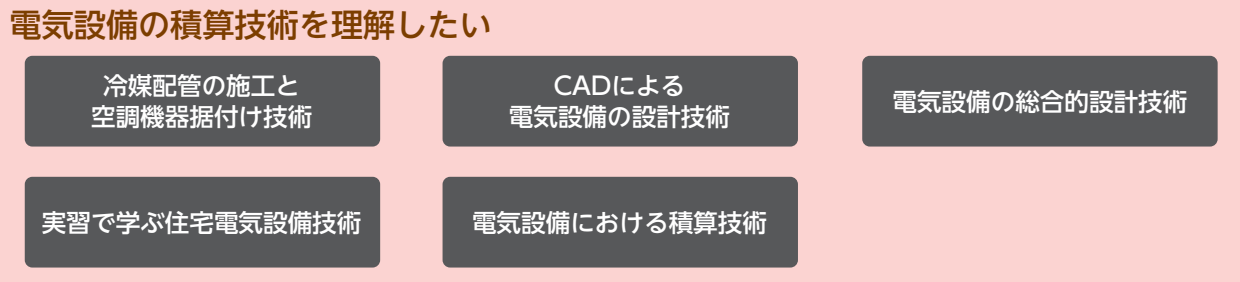 電気設備の積算技術を理解したい
冷媒配管の施工と
空調機器据付け技術
CADによる
電気設備の設計技術
電気設備の総合的設計技術
実習で学ぶ住宅電気設備技術
電気設備における積算技術